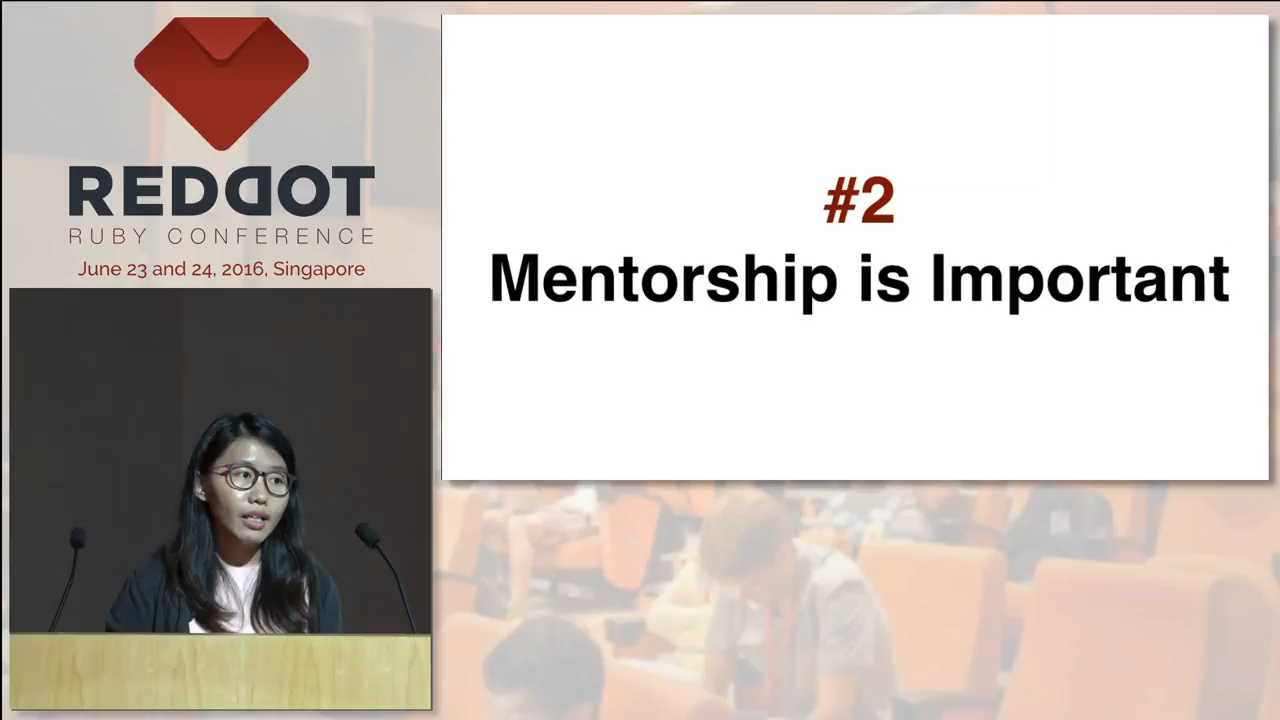 REDDOT
RUBY CONFERENCE
June 23 and 24, 2016, Singapore
#2
Mentorship is Important